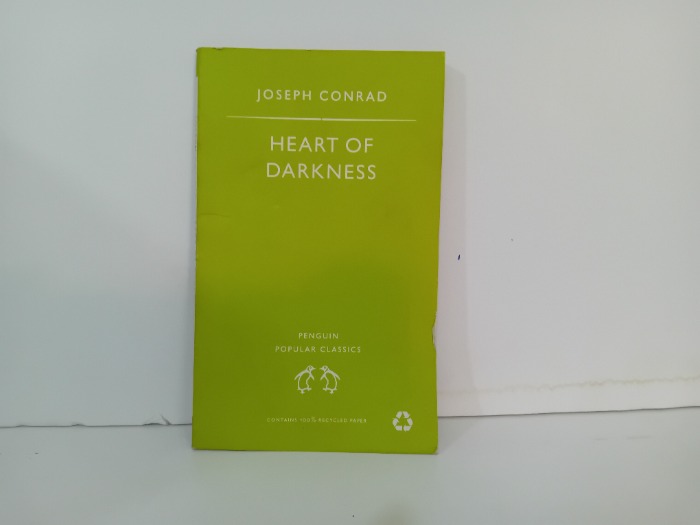 JOSEPH CONRAD
HEART OF
DARKNESS
PENGUIN
POPULAR CLASSICS
CONTAINS 100% RECYCLED PAPER